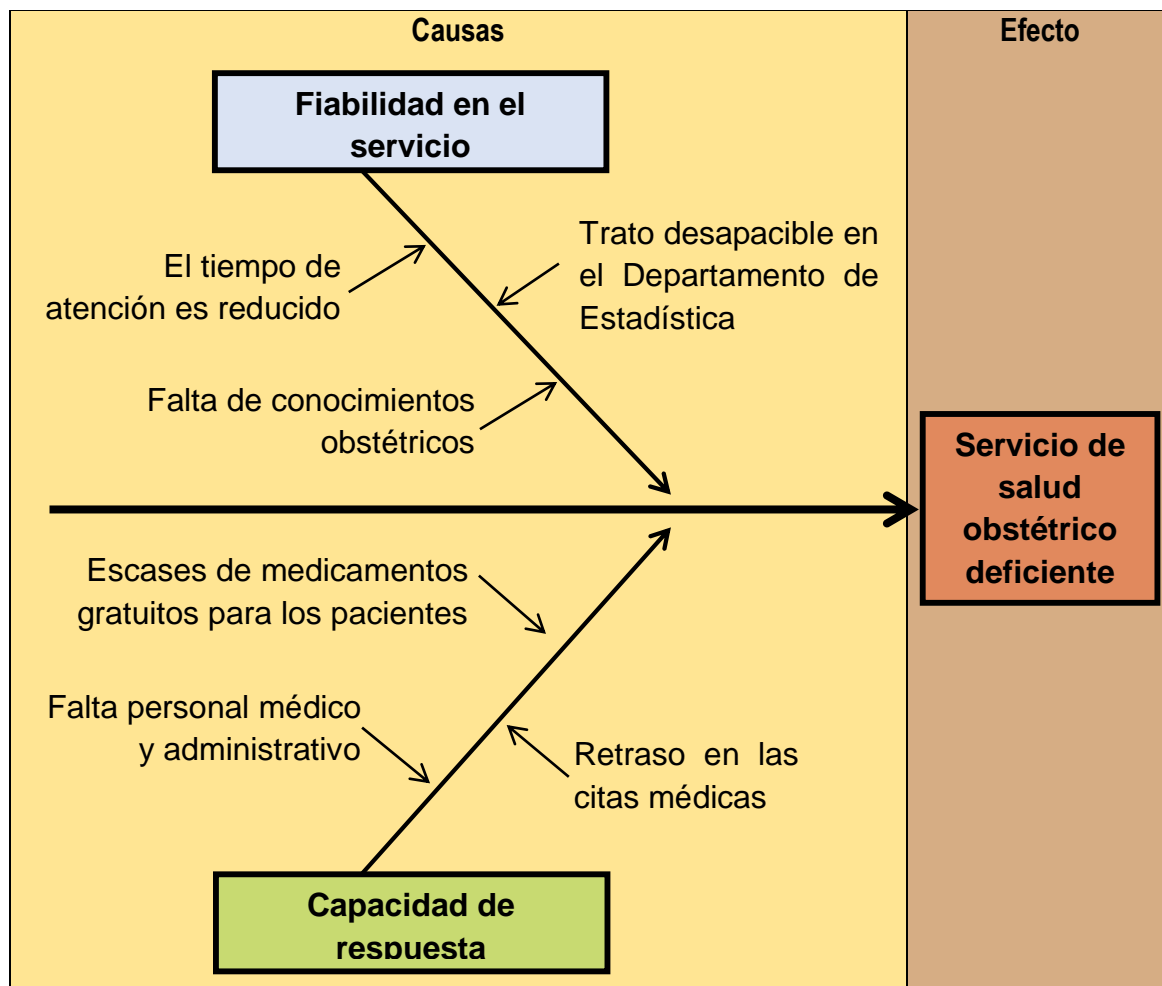 Causas
Efecto
Fiabilidad en el
servicio
El tiempo de
atención es reducido
Trato desapacible en
el Departamento de
Estadística
Falta de conocimientos
obstétricos
Servicio de
salud
obstétrico
deficiente
Escases de medicamentos
gratuitos para los pacientes
Falta personal médico
y administrativo
Retraso en las
citas médicas
Capacidad de
respuesta